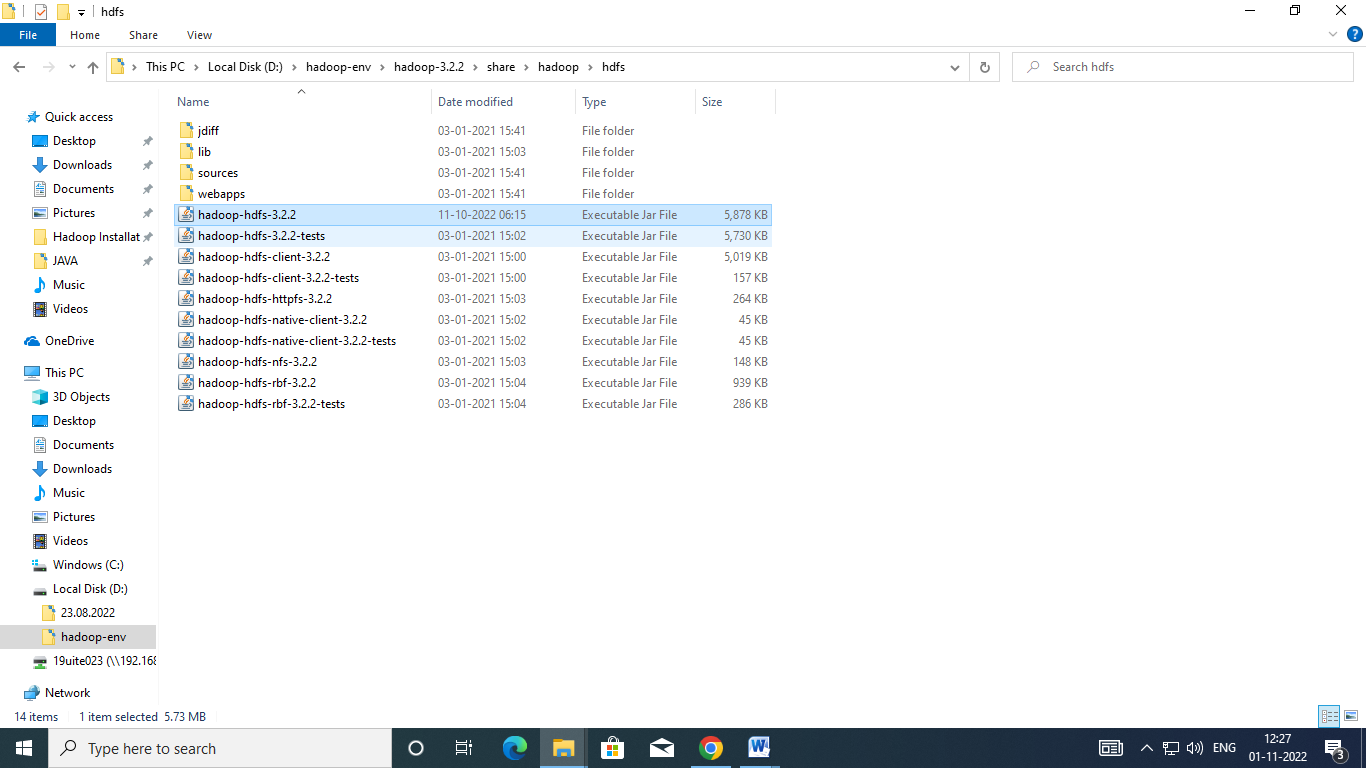 hdfs
File Home Share View
This PC Local Disk (D:) hadoop-env hadoop-3.2.2 share hadoop hdfs
Search hdfs
Quick access
Desktop
Downloads
Documents
Pictures
Hadoop Installat
JAVA
Music
Videos
OneDrive
This PC
3D Objects
Desktop
Documents
Downloads
Music
Pictures
Videos
Windows (C:)
Local Disk (D:)
23.08.2022
hadoop-env
19uite023 (\\192.168
Network
Name Date modified Type Size
jdiff 03-01-2021 15:41 File folder
lib 03-01-2021 15:03 File folder
sources 03-01-2021 15:41 File folder
webapps 03-01-2021 15:41 File folder
hadoop-hdfs-3.2.2 11-10-2022 06:15 Executable Jar File 5,878 KB
hadoop-hdfs-3.2.2-tests 03-01-2021 15:02 Executable Jar File 5,730 KB
hadoop-hdfs-client-3.2.2 03-01-2021 15:00 Executable Jar File 5,019 KB
hadoop-hdfs-client-3.2.2-tests 03-01-2021 15:00 Executable Jar File 157 KB
hadoop-hdfs-httpfs-3.2.2 03-01-2021 15:03 Executable Jar File 264 KB
hadoop-hdfs-native-client-3.2.2 03-01-2021 15:02 Executable Jar File 45 KB
hadoop-hdfs-native-client-3.2.2-tests 03-01-2021 15:02 Executable Jar File 45 KB
hadoop-hdfs-nfs-3.2.2 03-01-2021 15:03 Executable Jar File 148 KB
hadoop-hdfs-rbf-3.2.2 03-01-2021 15:04 Executable Jar File 939 KB
hadoop-hdfs-rbf-3.2.2-tests 03-01-2021 15:04 Executable Jar File 286 KB
14 items 1 item selected 5.73 MB
Type here to search
ENG
12:27
01-11-2022
3